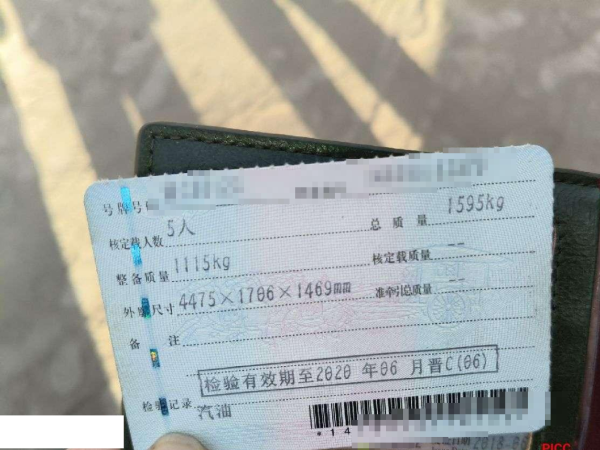 号牌号
核定载人数 5人 总质量 1595kg
整备质量 1115kg 核定载质量 --
外廓尺寸 4475×1706×1469mm 准牵引总质量 --
备注
检验有效期至2020年06月晋C(06)
检验记录 汽油
*14
PICC